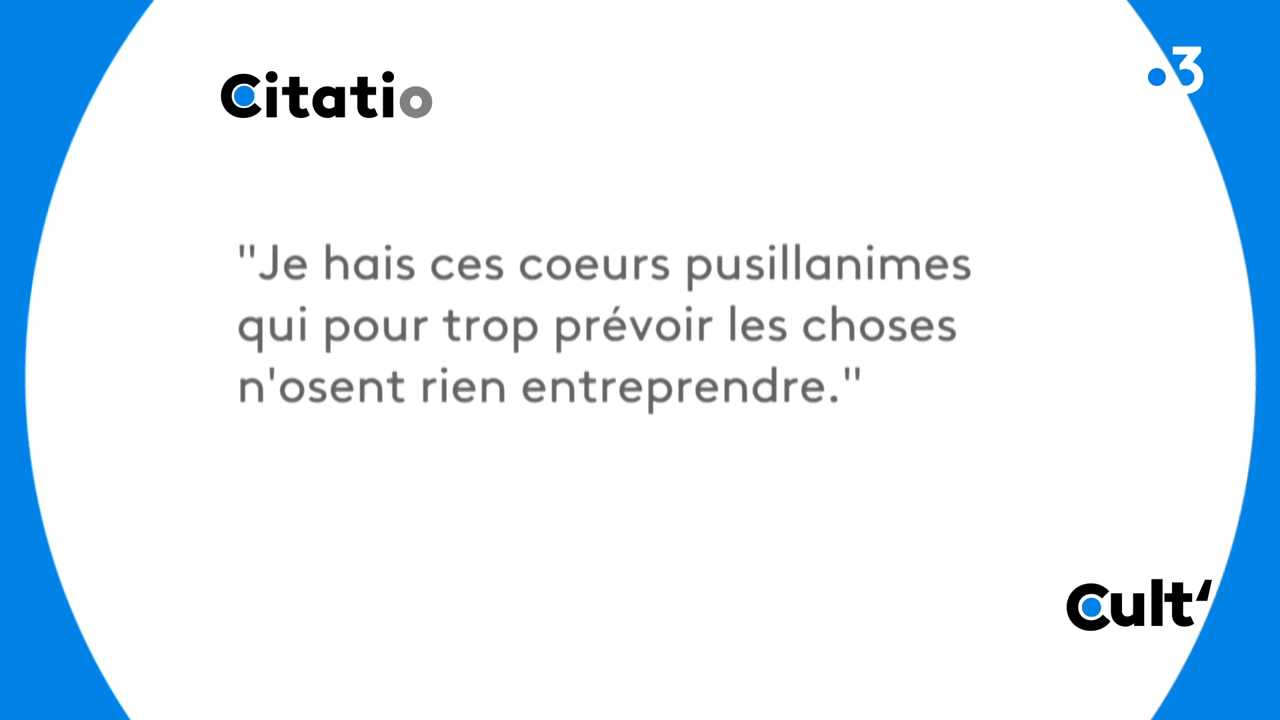 Citatio
3
"Je hais ces coeurs pusillanimes
qui pour trop prévoir les choses
n'osent rien entreprendre."
Cult'